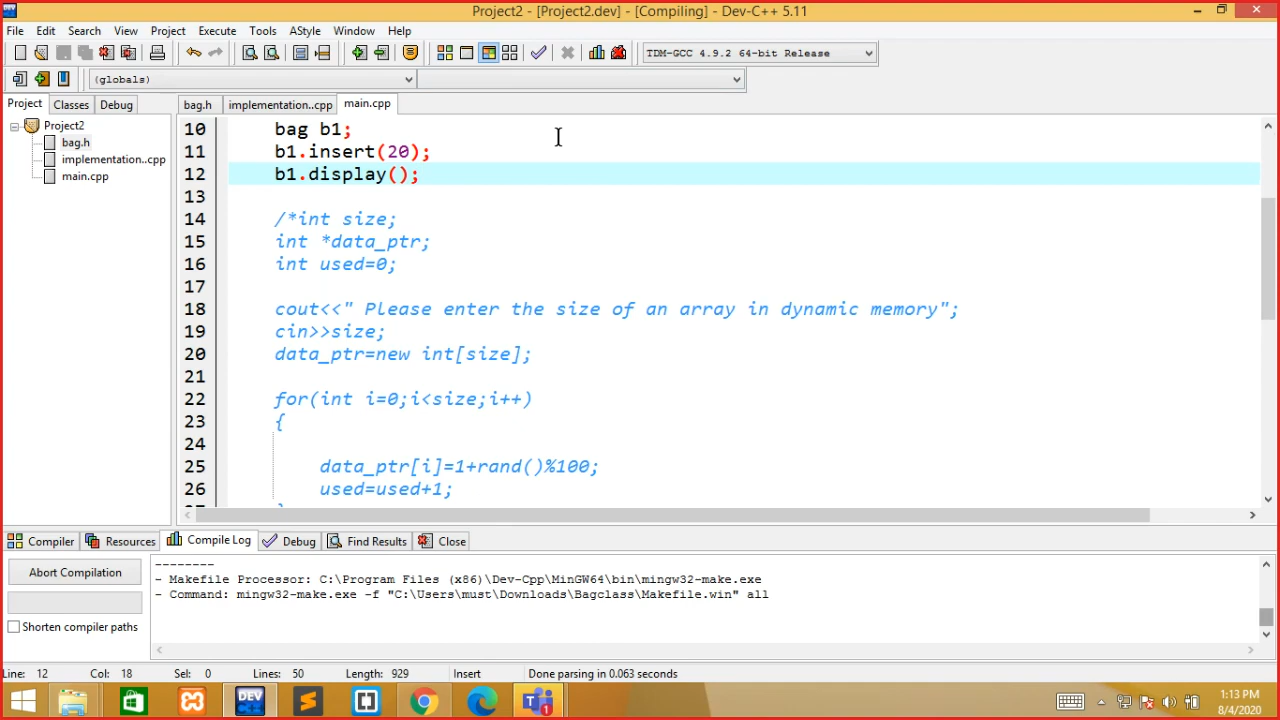 Project2 - [Project2.dev] - [Compiling] - Dev-C++ 5.11
File Edit Search View Project Execute Tools AStyle Window Help
TDM-GCC 4.9.2 64-bit Release
(globals)
Project Classes Debug
bag.h implementation..cpp main.cpp
Project2
bag.h
implementation..cpp
main.cpp
10 bag b1;
11 b1.insert(20);
12 b1.display();
13
14 /*int size;
15 int *data_ptr;
16 int used=0;
17
18 cout<<" Please enter the size of an array in dynamic memory";
19 cin>>size;
20 data_ptr=new int[size];
21
22 for(int i=0;i<size;i++)
23 {
24
25 data_ptr[i]=1+rand()%100;
26 used=used+1;
Compiler Resources Compile Log Debug Find Results Close
Abort Compilation
Shorten compiler paths
--------
- Makefile Processor: C:\Program Files (x86)\Dev-Cpp\MinGW64\bin\mingw32-make.exe
- Command: mingw32-make.exe -f "C:\Users\must\Downloads\Bagclass\Makefile.win" all
Line: 12 Col: 18 Sel: 0 Lines: 50 Length: 929 Insert Done parsing in 0.063 seconds
DEV
1:13 PM
8/4/2020